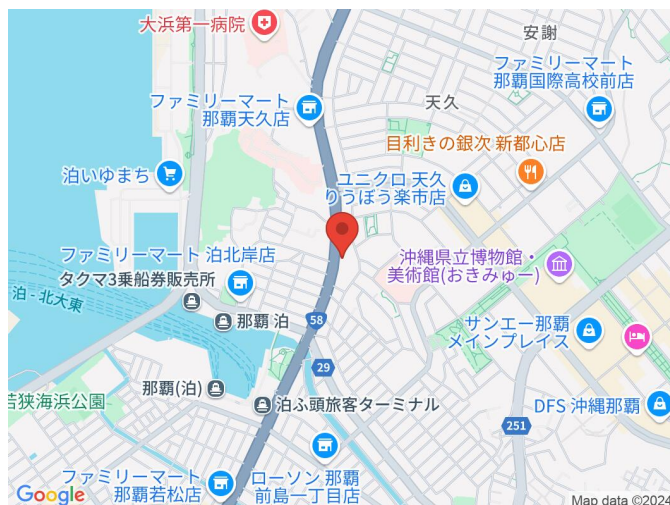 大浜第一病院
安謝
ファミリーマート
那覇国際高校前店
ファミリーマート
那覇天久店
天久
目利きの銀次 新都心店
泊いゆまち
ユニクロ 天久
りうぼう楽市店
ファミリーマート 泊北岸店
沖縄県立博物館・
美術館(おきみゅー)
タクマ3乗船券販売所
泊 - 北大東
那覇 泊
58
サンエー那覇
メインプレイス
29
那覇(泊)
若狭海浜公園
泊ふ頭旅客ターミナル
DFS 沖縄那覇
251
ファミリーマート
那覇若松店
ローソン 那覇
前島一丁目店
Google
Map data ©2024